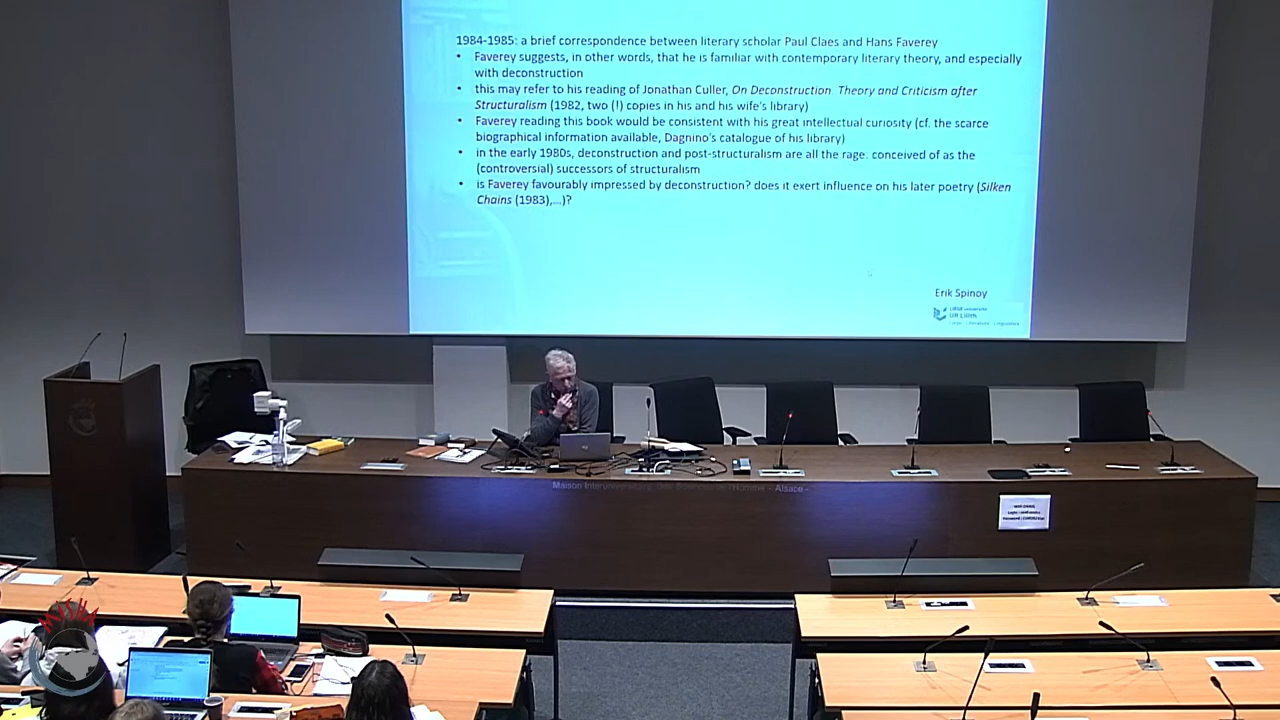 1984-1985: a brief correspondence between literary scholar Paul Claes and Hans Faverey
• Faverey suggests, in other words, that he is familiar with contemporary literary theory, and especially
with deconstruction
• this may refer to his reading of Jonathan Culler, On Deconstruction. Theory and Criticism after
Structuralism (1982, two (!) copies in his and his wife's library)
• Faverey reading this book would be consistent with his great intellectual curiosity (cf. the scarce
biographical information available, Dagnino's catalogue of his library)
• in the early 1980s, deconstruction and post-structuralism are all the rage: conceived of as the
(controversial) successors of structuralism
• is Faverey favourably impressed by deconstruction? does it exert influence on his later poetry (Silken
Chains (1983),...)?
Erik Spinoy
UR Lilith
Maison Interuniversitaire des Sciences de l'Homme – Alsace -
MISHA